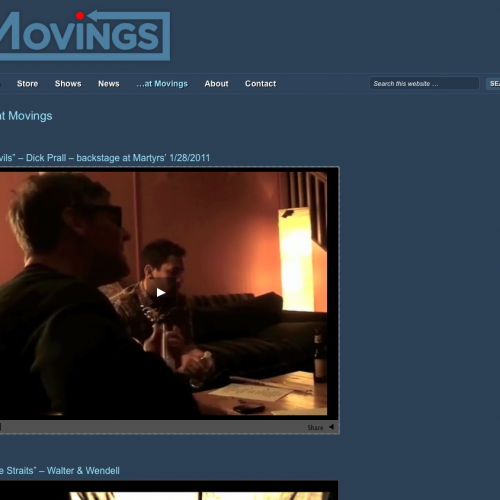 MOVINGS
Store Shows News ...at Movings About Contact Search this website ... SEA
at Movings
vils” – Dick Prall – backstage at Martyrs’ 1/28/2011
Share
e Straits” – Walter & Wendell